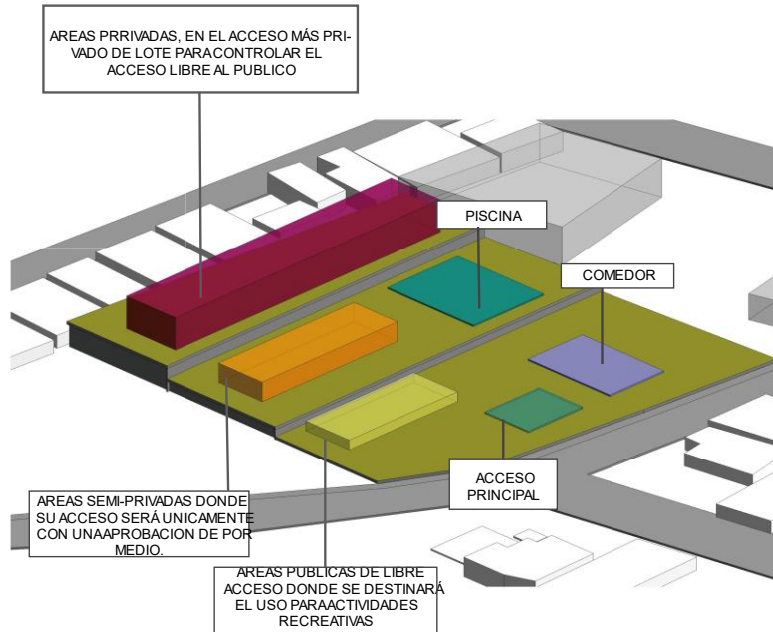 AREAS PRRIVADAS, EN EL ACCESO MÁS PRI-
VADO DE LOTE PARA CONTROLAR EL
ACCESO LIBRE AL PUBLICO
PISCINA
COMEDOR
ACCESO
PRINCIPAL
AREAS SEMI-PRIVADAS DONDE
SU ACCESO SERÁ UNICAMENTE
CON UNAAPROBACION DE POR
MEDIO.
AREAS PUBLICAS DE LIBRE
ACCESO DONDE SE DESTINARÁ
EL USO PARAACTIVIDADES
RECREATIVAS